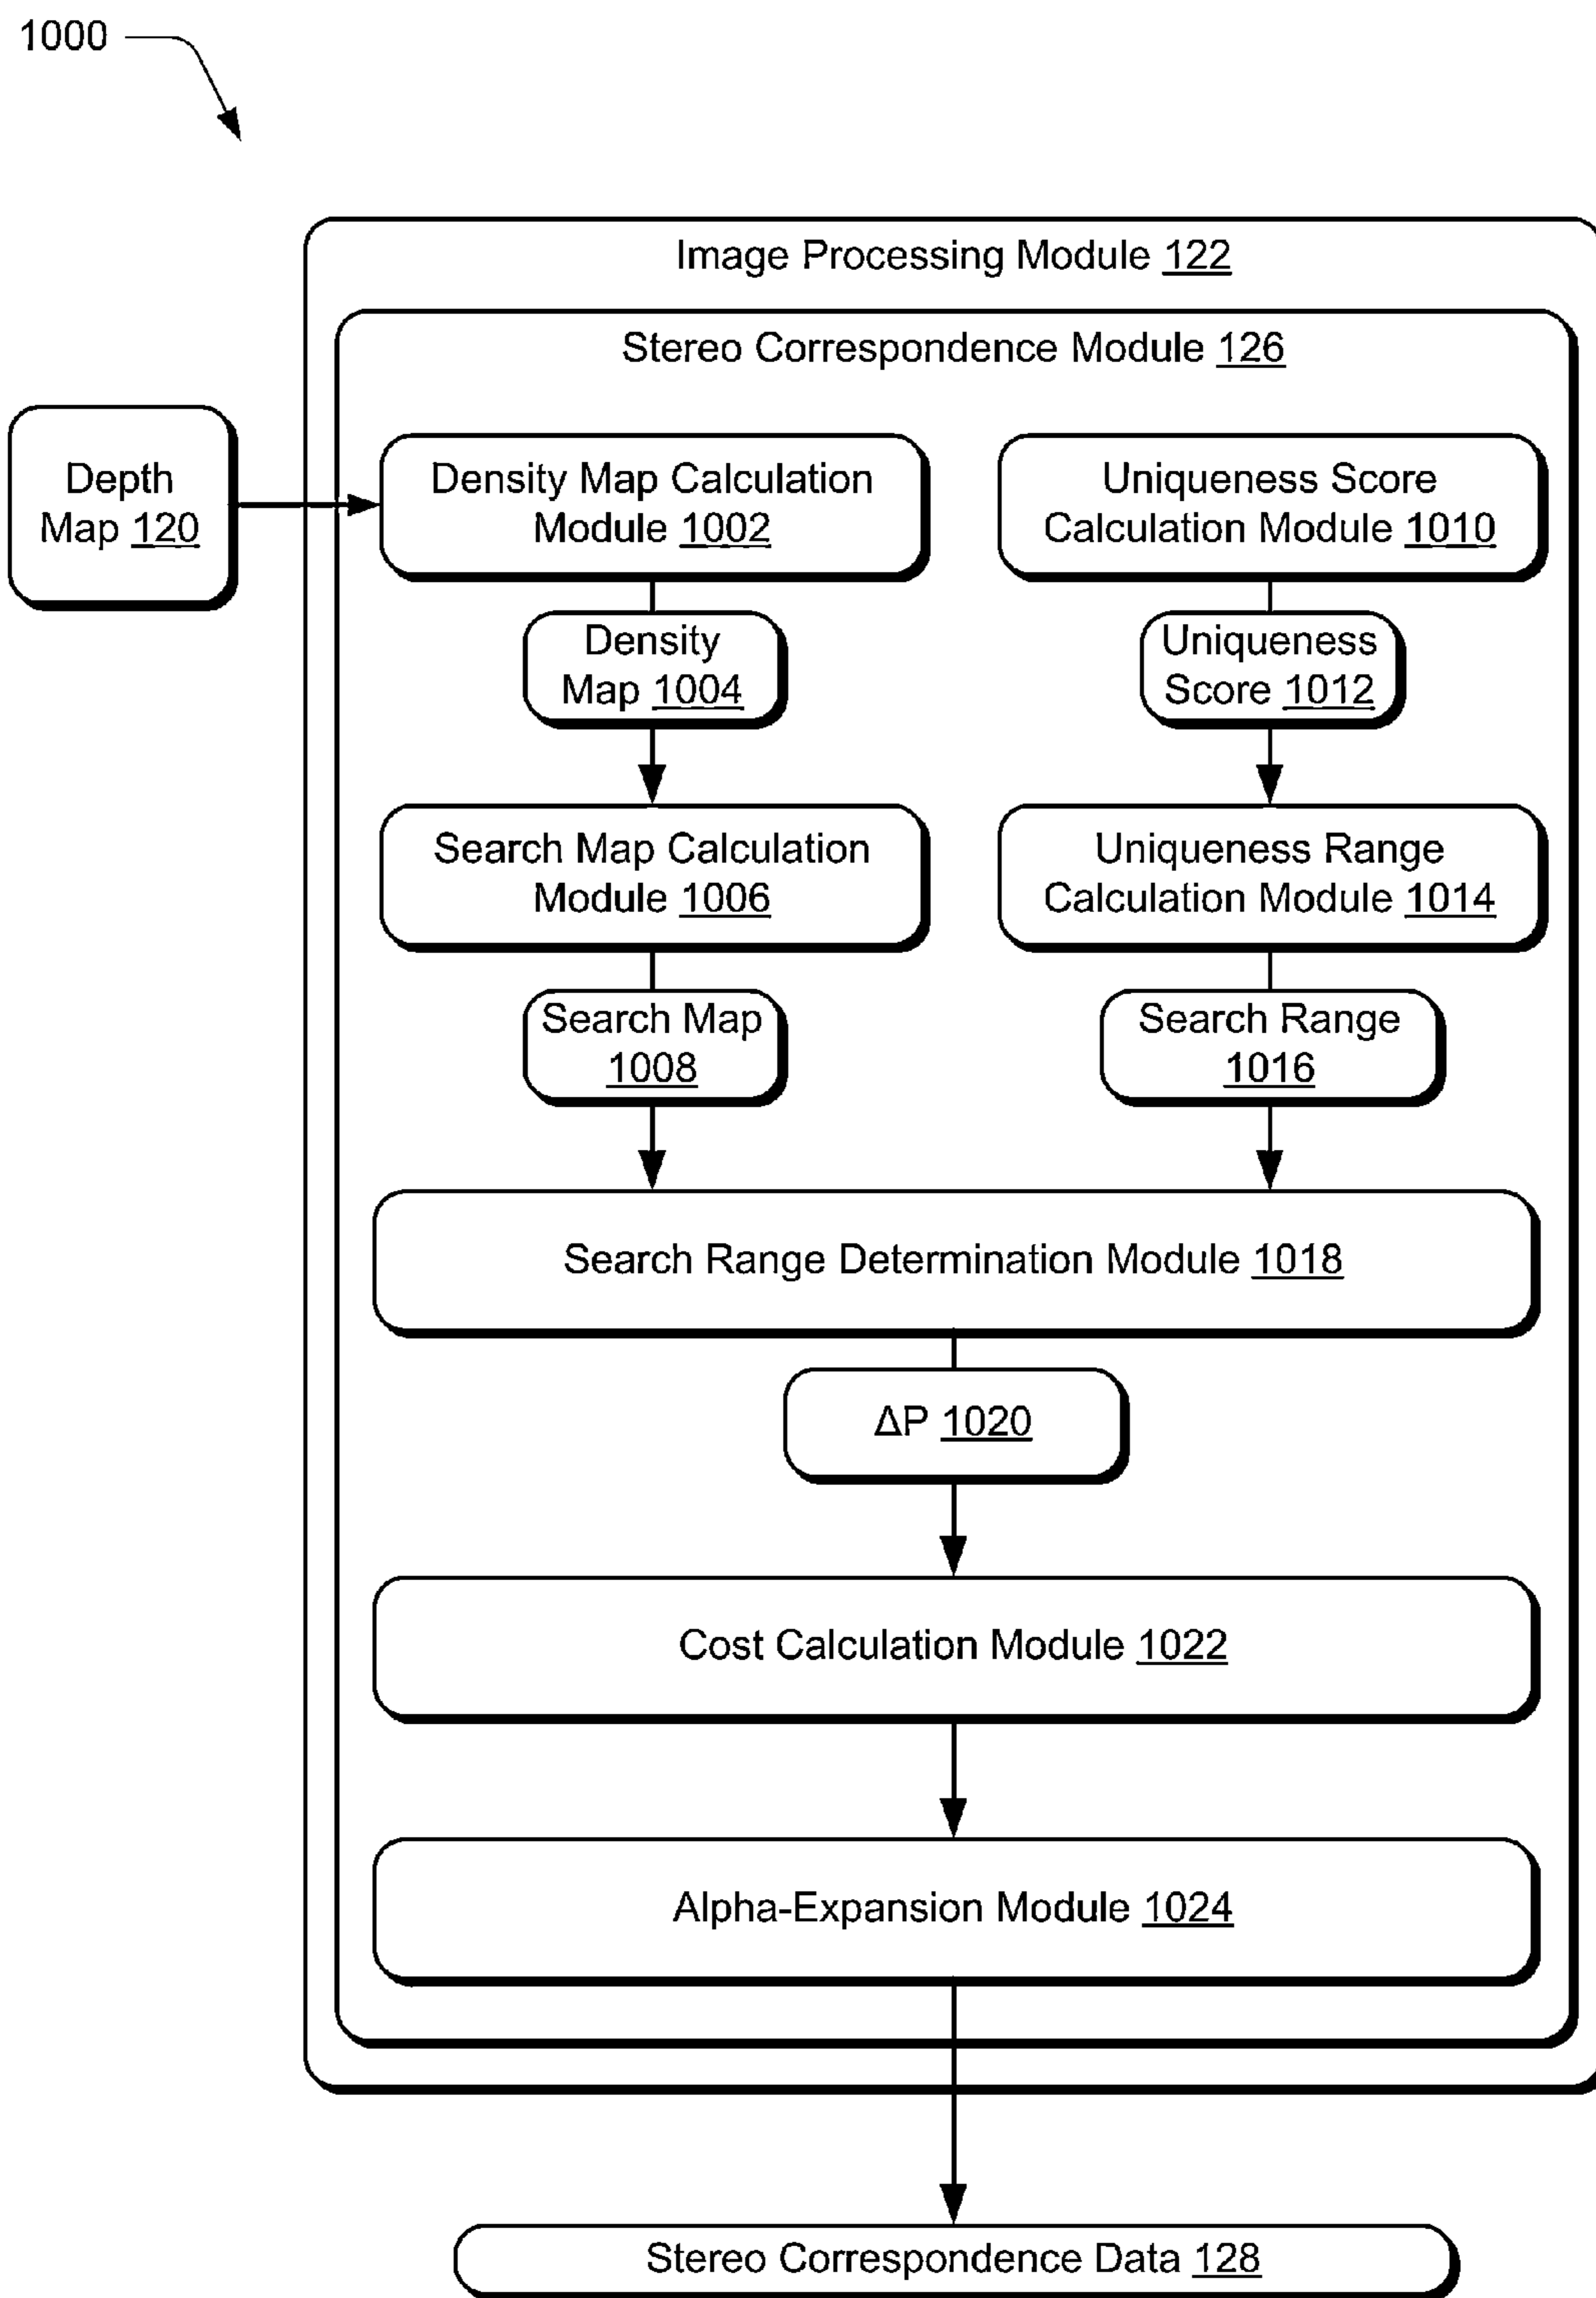 1000
Image Processing Module 122
Stereo Correspondence Module 126
Depth
Map 120
Density Map Calculation
Module 1002
Uniqueness Score
Calculation Module 1010
Density
Map 1004
Uniqueness
Score 1012
Search Map Calculation
Module 1006
Uniqueness Range
Calculation Module 1014
Search Map
1008
Search Range
1016
Search Range Determination Module 1018
ΔP 1020
Cost Calculation Module 1022
Alpha-Expansion Module 1024
Stereo Correspondence Data 128